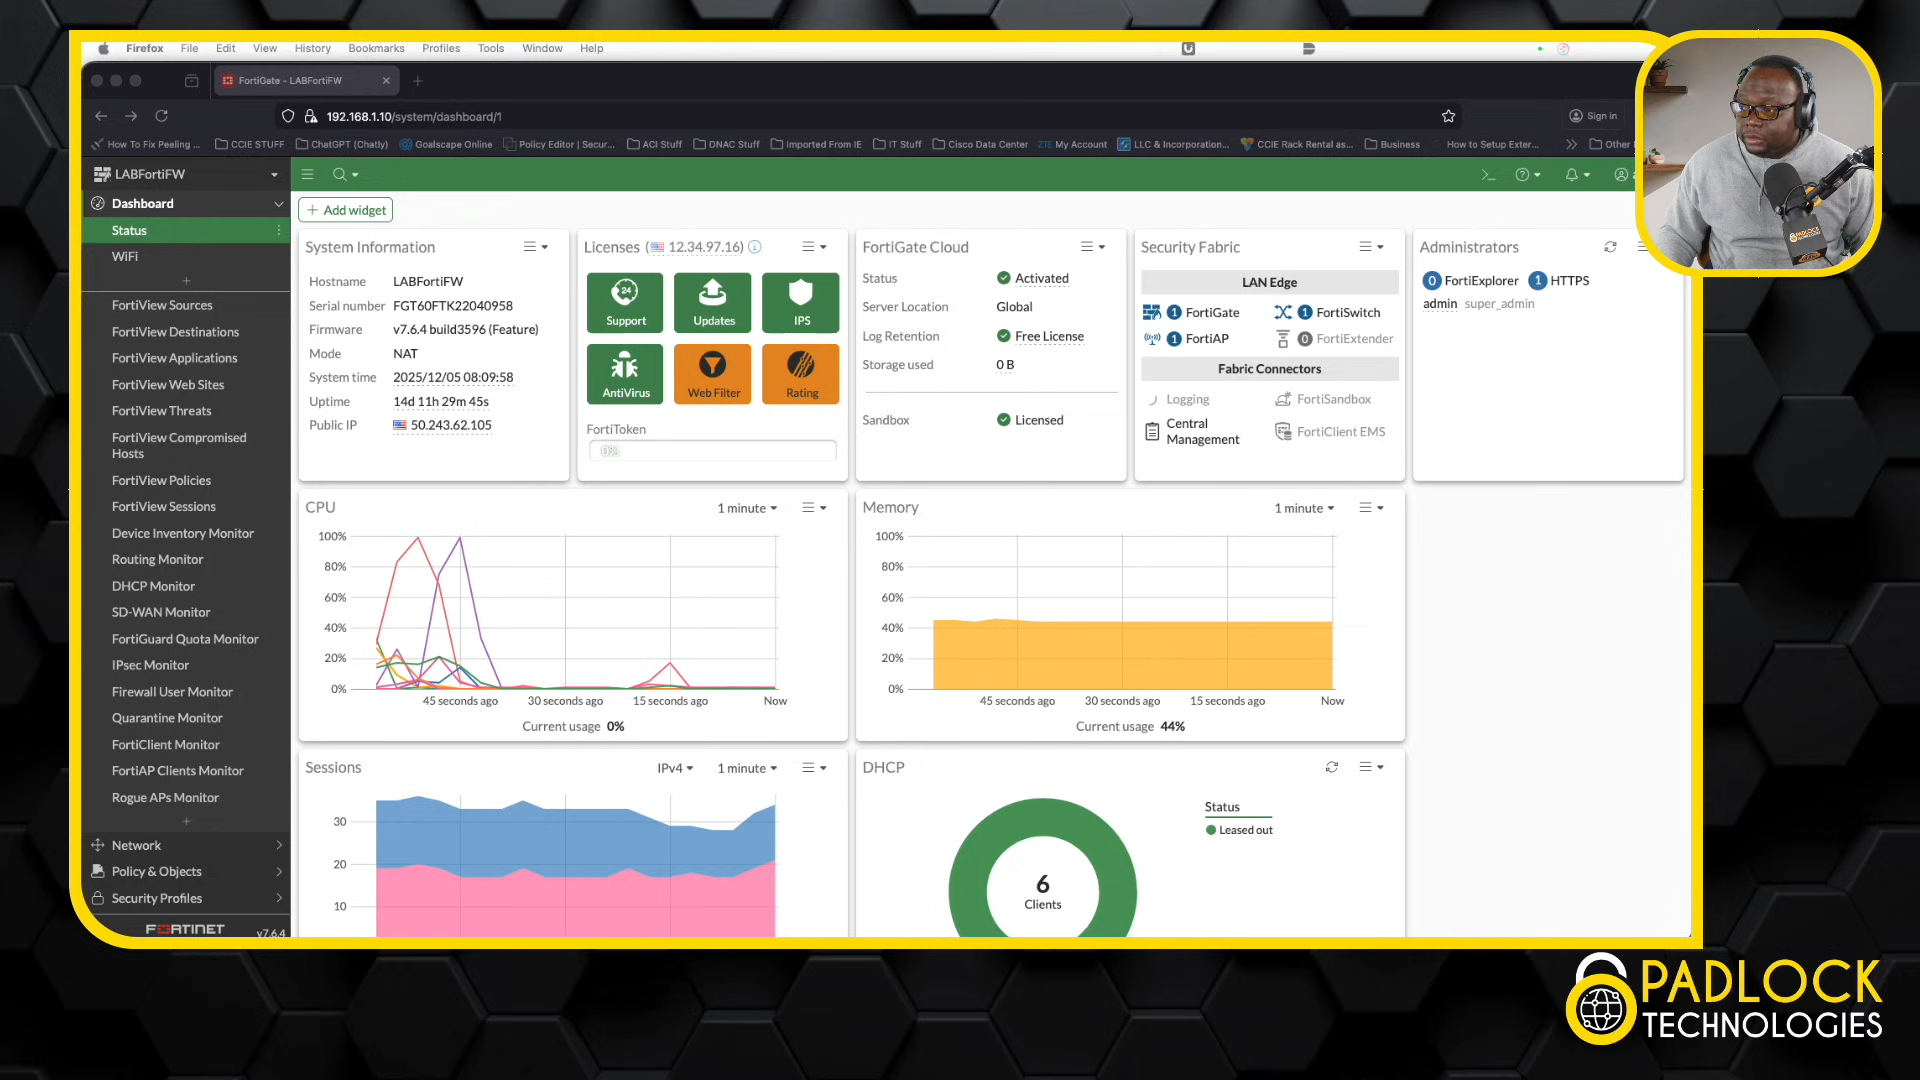 Firefox File Edit View History Bookmarks Profiles Tools Window Help
FortiGate - LABFortiFW
192.168.1.10/system/dashboard/1
Sign in
How To Fix Peeling ... CCIE STUFF ChatGPT (Chatly) Goalscape Online Policy Editor | Secur... ACI Stuff DNAC Stuff Imported From IE IT Stuff Cisco Data Center My Account LLC & Incorporation... CCIE Rack Rental as... Business How to Setup Exter... Other
LABFortiFW
Dashboard
Status
WiFi
FortiView Sources
FortiView Destinations
FortiView Applications
FortiView Web Sites
FortiView Threats
FortiView Compromised
Hosts
FortiView Policies
FortiView Sessions
Device Inventory Monitor
Routing Monitor
DHCP Monitor
SD-WAN Monitor
FortiGuard Quota Monitor
IPsec Monitor
Firewall User Monitor
Quarantine Monitor
FortiClient Monitor
FortiAP Clients Monitor
Rogue APs Monitor
Network
Policy & Objects
Security Profiles
FORTINET v7.6.4
Add widget
System Information
Hostname LABFortiFW
Serial number FGT60FTK22040958
Firmware v7.6.4 build3596 (Feature)
Mode NAT
System time 2025/12/05 08:09:58
Uptime 14d 11h 29m 45s
Public IP 50.243.62.105
Licenses (12.34.97.16)
24
Support Updates IPS
AntiVirus Web Filter Rating
FortiToken
0%
FortiGate Cloud
Status Activated
Server Location Global
Log Retention Free License
Storage used 0 B
Sandbox Licensed
Security Fabric
LAN Edge
1 FortiGate 1 FortiSwitch
1 FortiAP 0 FortiExtender
Fabric Connectors
Logging FortiSandbox
Central
Management FortiClient EMS
Administrators
0 FortiExplorer 1 HTTPS
admin super_admin
CPU 1 minute
100%
80%
60%
40%
20%
0%
45 seconds ago 30 seconds ago 15 seconds ago Now
Current usage 0%
Memory 1 minute
100%
80%
60%
40%
20%
0%
45 seconds ago 30 seconds ago 15 seconds ago Now
Current usage 44%
Sessions IPv4 1 minute
30
20
10
DHCP
6
Clients
Status
Leased out
PADLOCK
TECHNOLOGIES